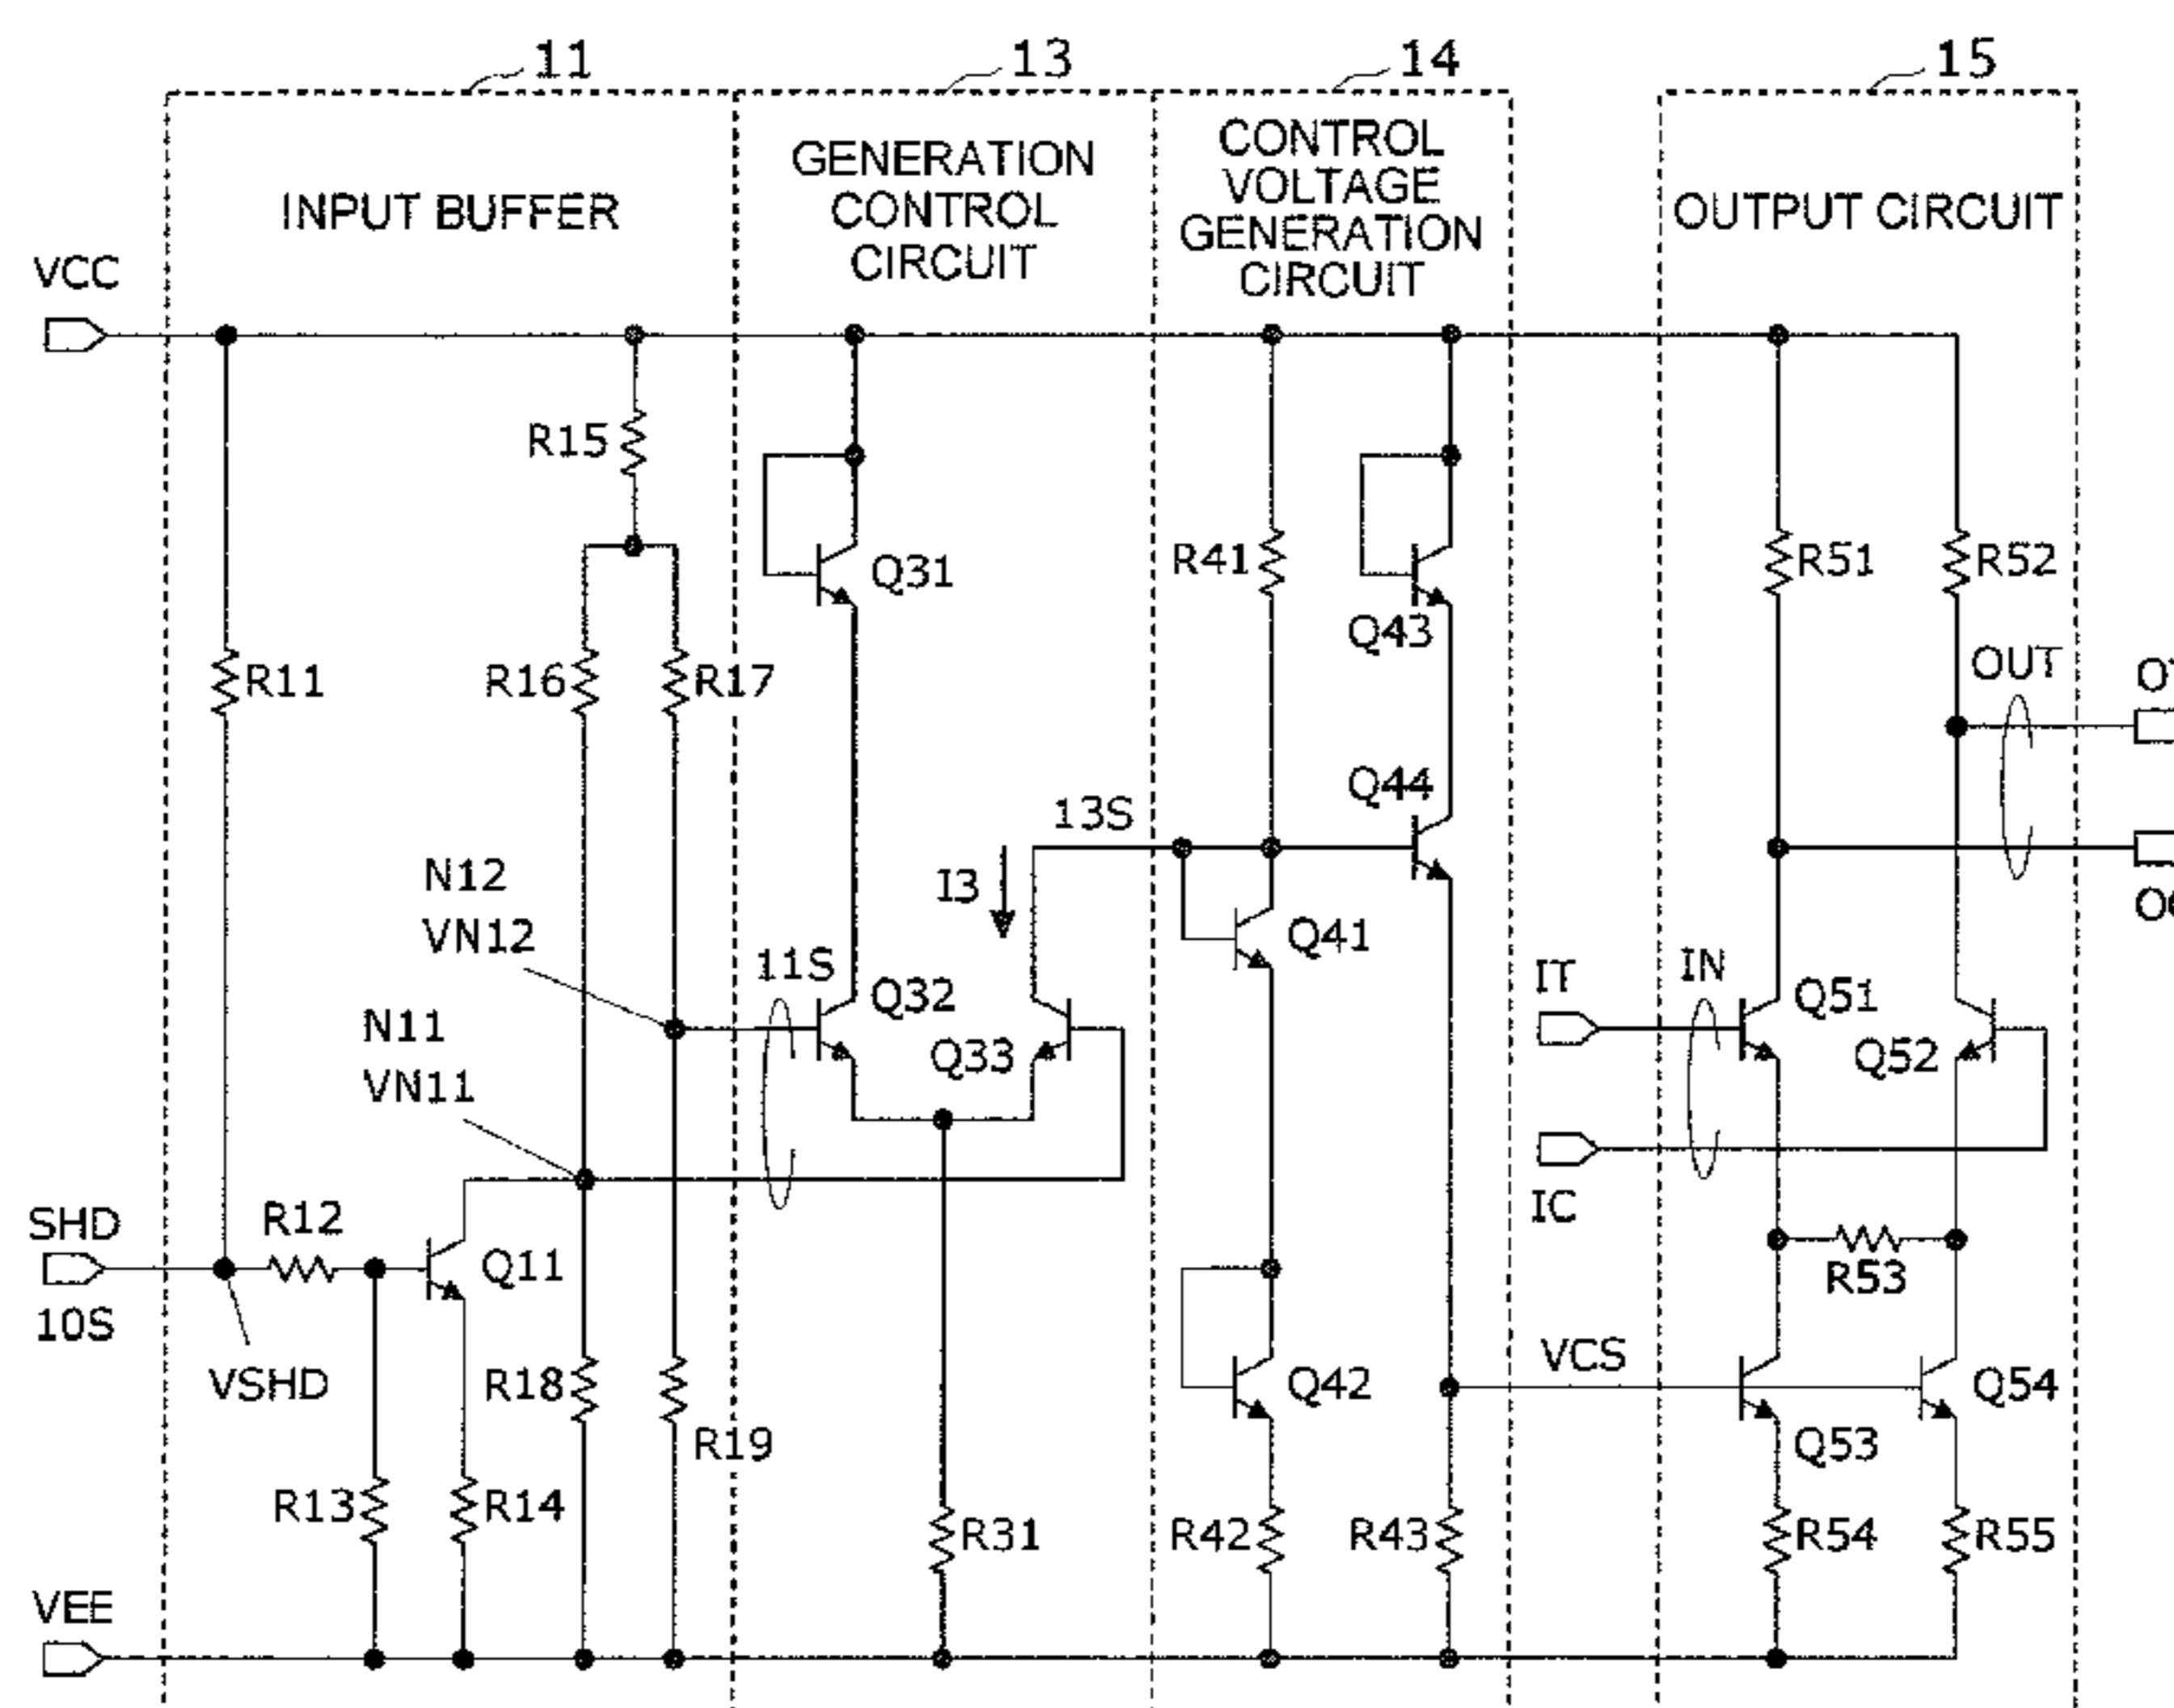 11
13
14
15
INPUT BUFFER
GENERATION
CONTROL
CIRCUIT
CONTROL
VOLTAGE
GENERATION
CIRCUIT
OUTPUT CIRCUIT
VCC
R15
Q31
R41
Q43
R51
R52
R11
R16
R17
OUT
Q44
13S
N12
VN12
I3
Q41
11S
Q32
IT
IN
Q51
N11
VN11
Q33
Q52
SHD
R12
Q11
IC
R53
10S
VSHD
R18
Q42
VCS
Q54
R19
Q53
R13
R14
R31
R42
R43
R54
R55
VEE